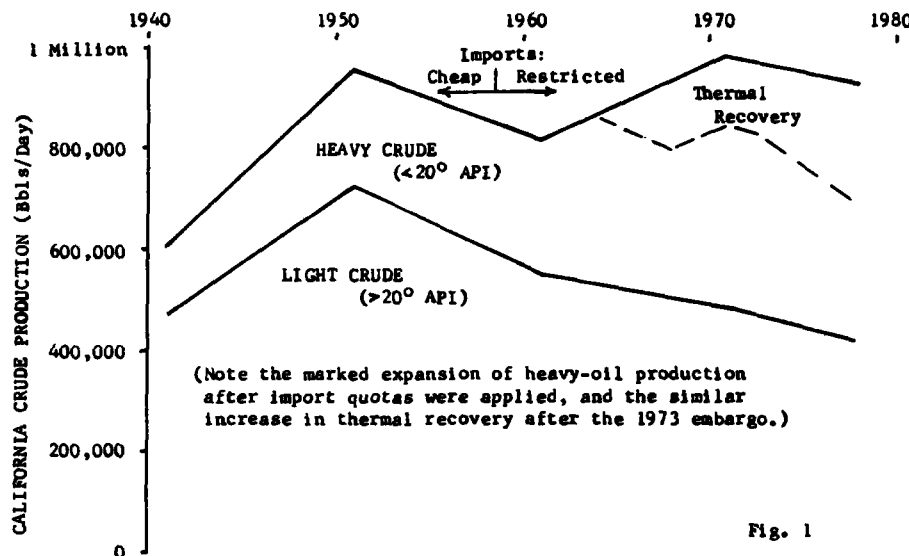 1940 1950 1960 1970 1980
1 Million
Imports:
Cheap Restricted
Thermal
Recovery
800,000
HEAVY CRUDE
(<20° API)
600,000
LIGHT CRUDE
(>20° API)
400,000
(Note the marked expansion of heavy-oil production
after import quotas were applied, and the similar
increase in thermal recovery after the 1973 embargo.)
200,000
0
CALIFORNIA CRUDE PRODUCTION (Bbls/Day)
Fig. 1